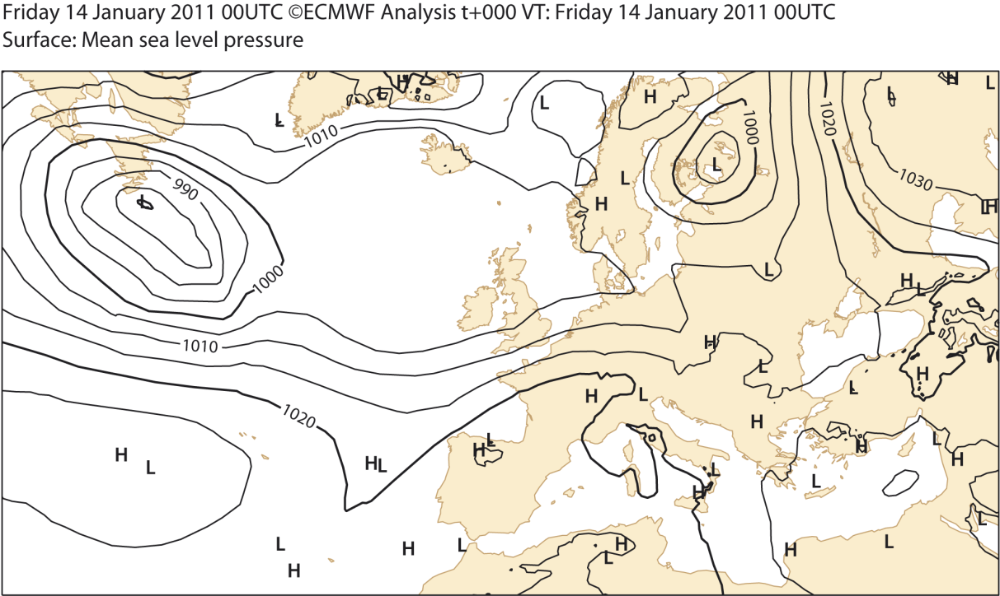 Friday 14 January 2011 00UTC ©ECMWF Analysis t+000 VT: Friday 14 January 2011 00UTC
Surface: Mean sea level pressure
H
L
L
H
L
L
H
L
1010
1000
1020
L
L
1030
990
H
L
H
1000
L
H
L
1010
H
L
H
H
L
L
1020
H
L
H
L
H
L
H
H
L
HL
L
H
L
L
L
H
H
L
H
L
H
L
H